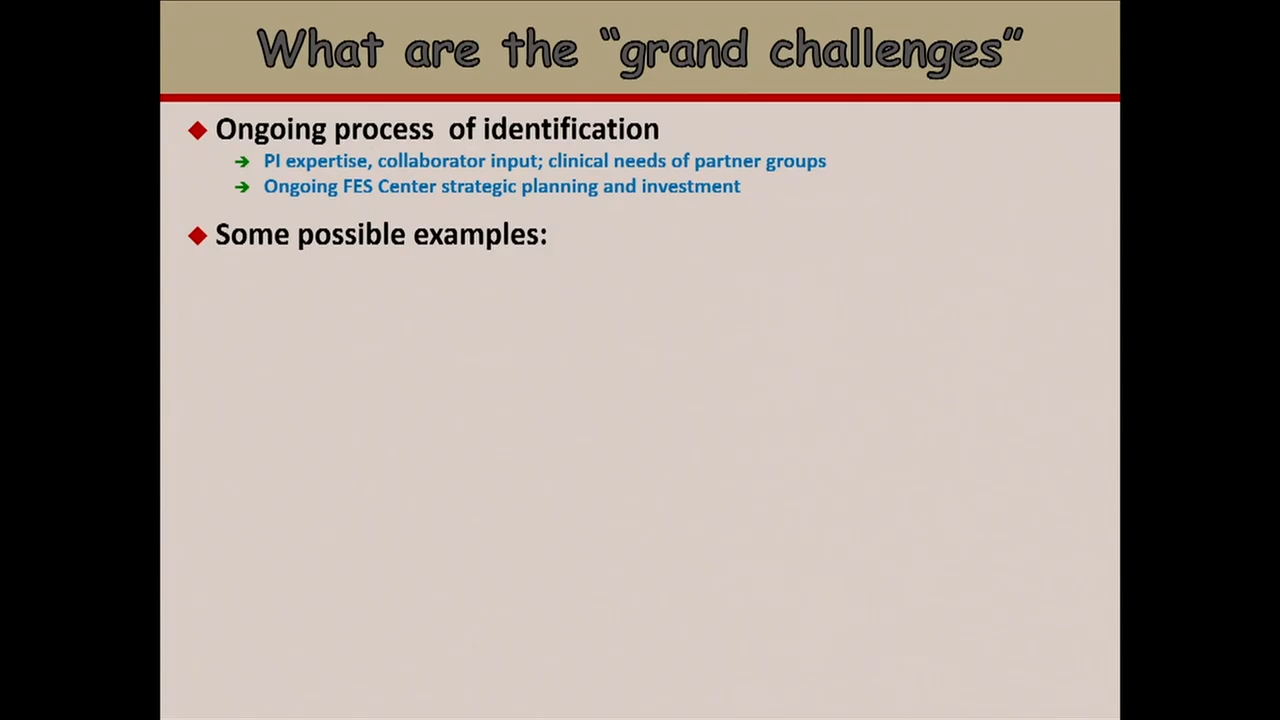 What are the “grand challenges”
Ongoing process of identification
PI expertise, collaborator input; clinical needs of partner groups
Ongoing FES Center strategic planning and investment
Some possible examples: